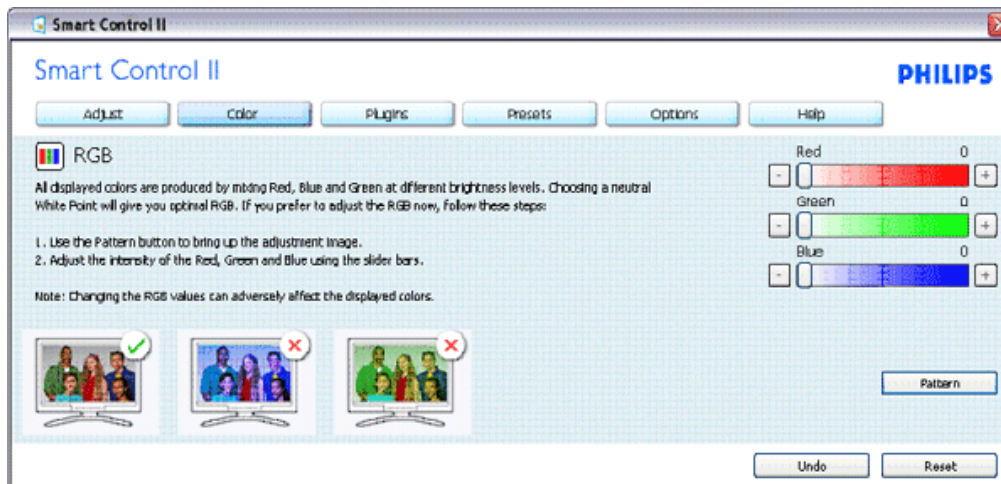 Smart Control II
Smart Control II
PHILIPS
Adjust Color Plugins Presets Options Help
RGB
All displayed colors are produced by mixing Red, Blue and Green at different brightness levels. Choosing a neutral
White Point will give you optimal RGB. If you prefer to adjust the RGB now, follow these steps:
1. Use the Pattern button to bring up the adjustment image.
2. Adjust the intensity of the Red, Green and Blue using the slider bars.
Note: Changing the RGB values can adversely affect the displayed colors.
Red 0
- +
Green 0
- +
Blue 0
- +
Pattern
Undo Reset